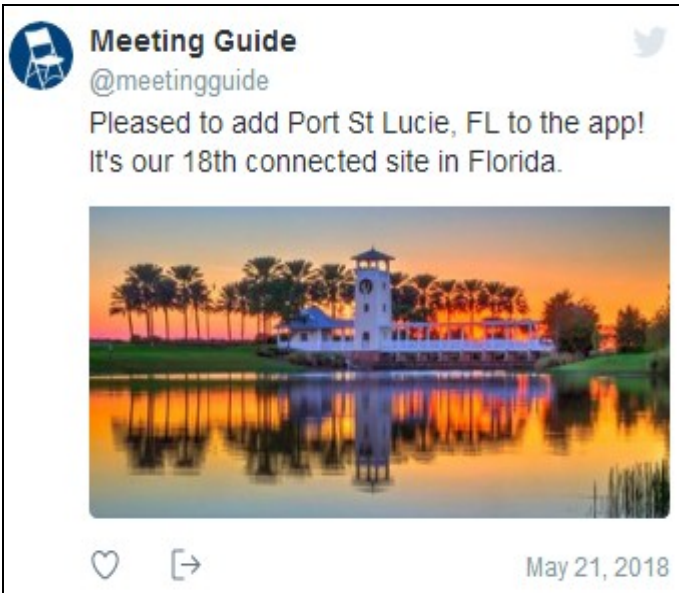 Meeting Guide
@meetingguide
Pleased to add Port St Lucie, FL to the app!
It's our 18th connected site in Florida.
May 21, 2018